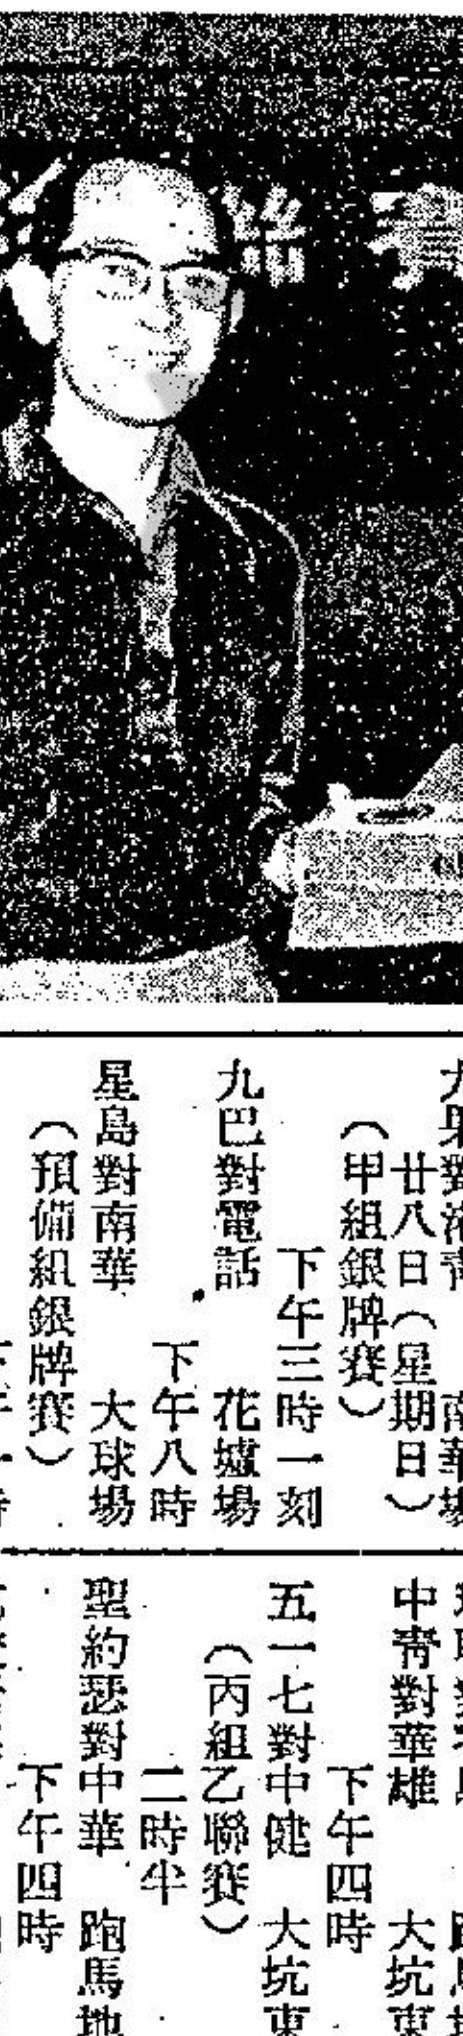 廿八日（星期日）
（甲組銀牌賽）
下午三時一刻
九巴對電話　花墟場
下午八時
星島對南華　大球場
（預備組銀牌賽）
中青對華雄　大坑東
下午四時
五一七對中健　大坑東
（丙組乙聯賽）
二時半
聖約瑟對中華　跑馬地
下午四時